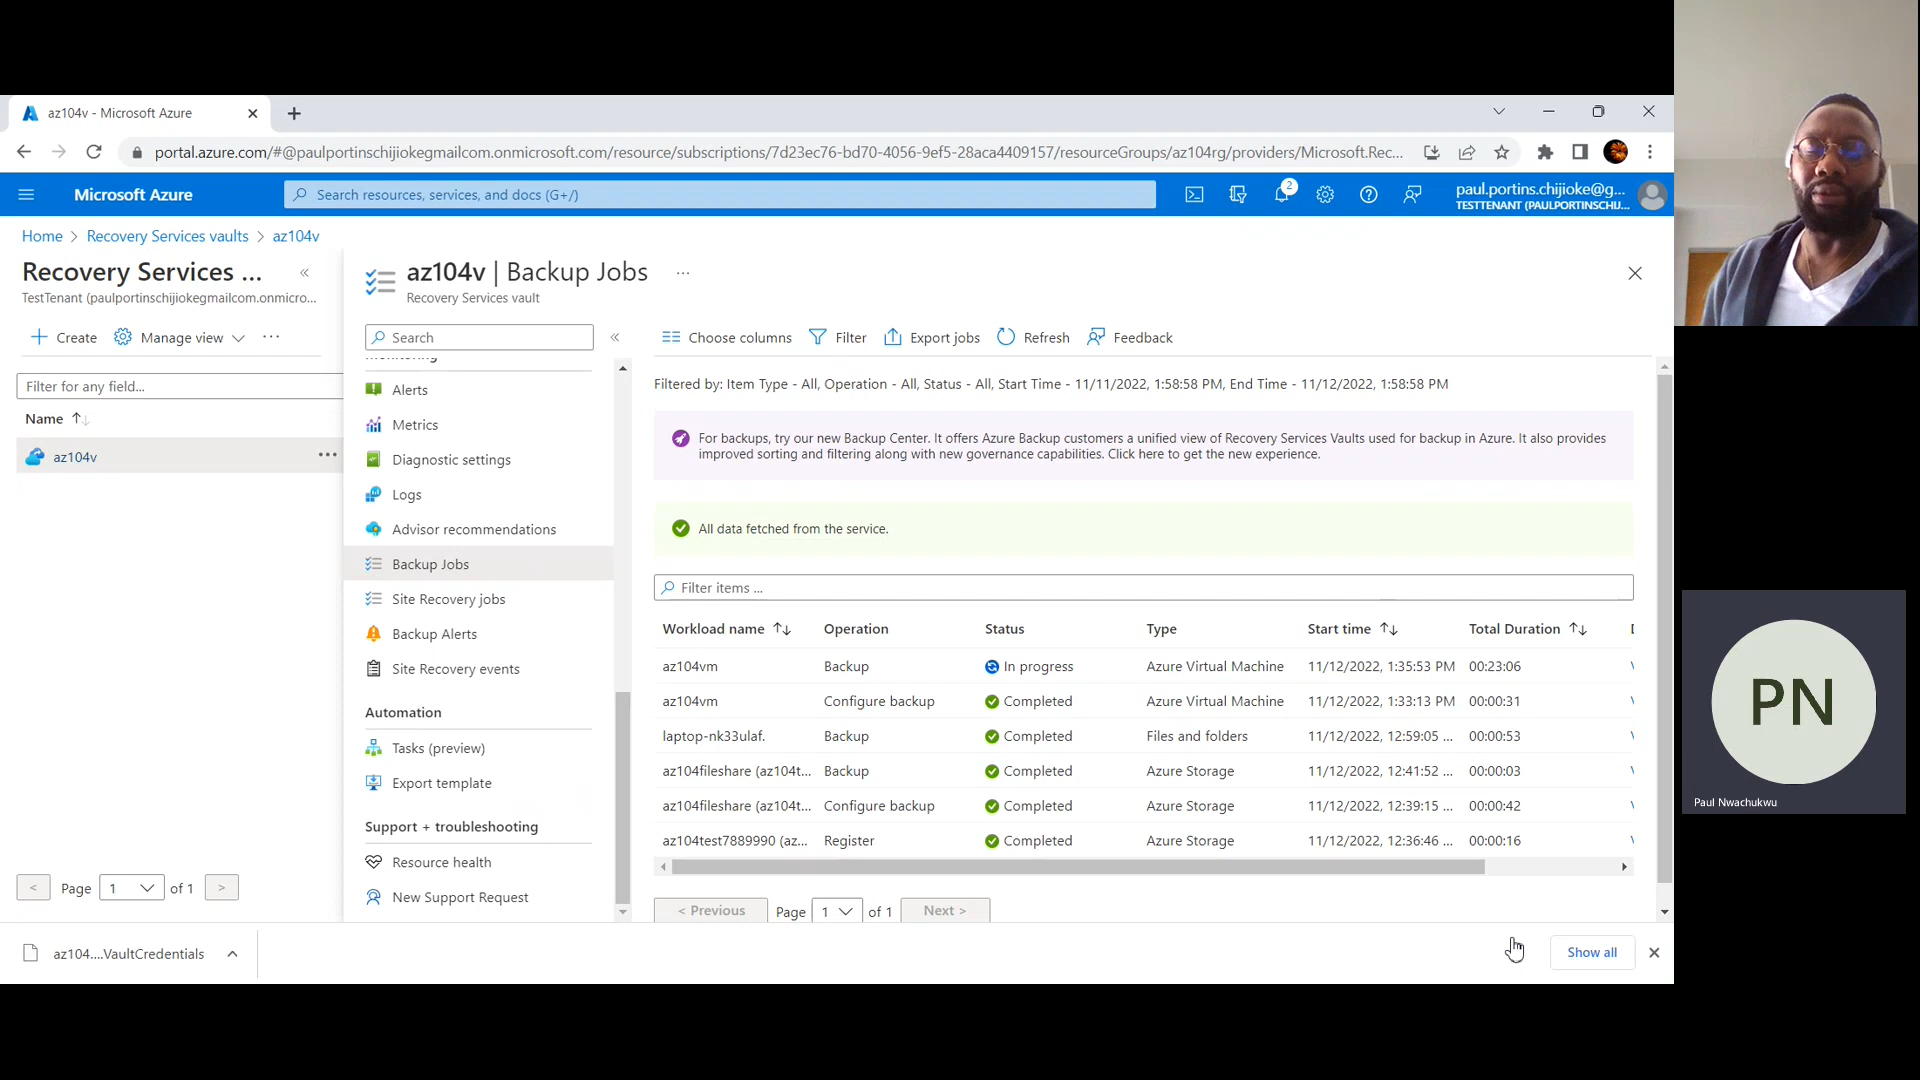 az104v - Microsoft Azure
portal.azure.com/#@paulportinschijiokegmailcom.onmicrosoft.com/resource/subscriptions/7d23ec76-bd70-4056-9ef5-28aca4409157/resourceGroups/az104rg/providers/Microsoft.Rec...
Microsoft Azure
Search resources, services, and docs (G+/)
2
paul.portins.chijioke@g...
TESTTENANT (PAULPORTINSCHIJ...
Home > Recovery Services vaults > az104v
Recovery Services ...
TestTenant (paulportinschijiokegmailcom.onmicro...
Create
Manage view
Filter for any field...
Name
az104v
Page 1 of 1
az104v | Backup Jobs
Recovery Services vault
Search
Monitoring
Alerts
Metrics
Diagnostic settings
Logs
Advisor recommendations
Backup Jobs
Site Recovery jobs
Backup Alerts
Site Recovery events
Automation
Tasks (preview)
Export template
Support + troubleshooting
Resource health
New Support Request
Choose columns Filter Export jobs Refresh Feedback
Filtered by: Item Type - All, Operation - All, Status - All, Start Time - 11/11/2022, 1:58:58 PM, End Time - 11/12/2022, 1:58:58 PM
For backups, try our new Backup Center. It offers Azure Backup customers a unified view of Recovery Services Vaults used for backup in Azure. It also provides
improved sorting and filtering along with new governance capabilities. Click here to get the new experience.
All data fetched from the service.
Filter items ...
Workload name Operation Status Type Start time Total Duration
az104vm Backup In progress Azure Virtual Machine 11/12/2022, 1:35:53 PM 00:23:06
az104vm Configure backup Completed Azure Virtual Machine 11/12/2022, 1:33:13 PM 00:00:31
laptop-nk33ulaf. Backup Completed Files and folders 11/12/2022, 12:59:05 ... 00:00:53
az104fileshare (az104t... Backup Completed Azure Storage 11/12/2022, 12:41:52 ... 00:00:03
az104fileshare (az104t... Configure backup Completed Azure Storage 11/12/2022, 12:39:15 ... 00:00:42
az104test7889990 (az... Register Completed Azure Storage 11/12/2022, 12:36:46 ... 00:00:16
< Previous Page 1 of 1 Next >
az104....VaultCredentials
Show all
PN
Paul Nwachukwu